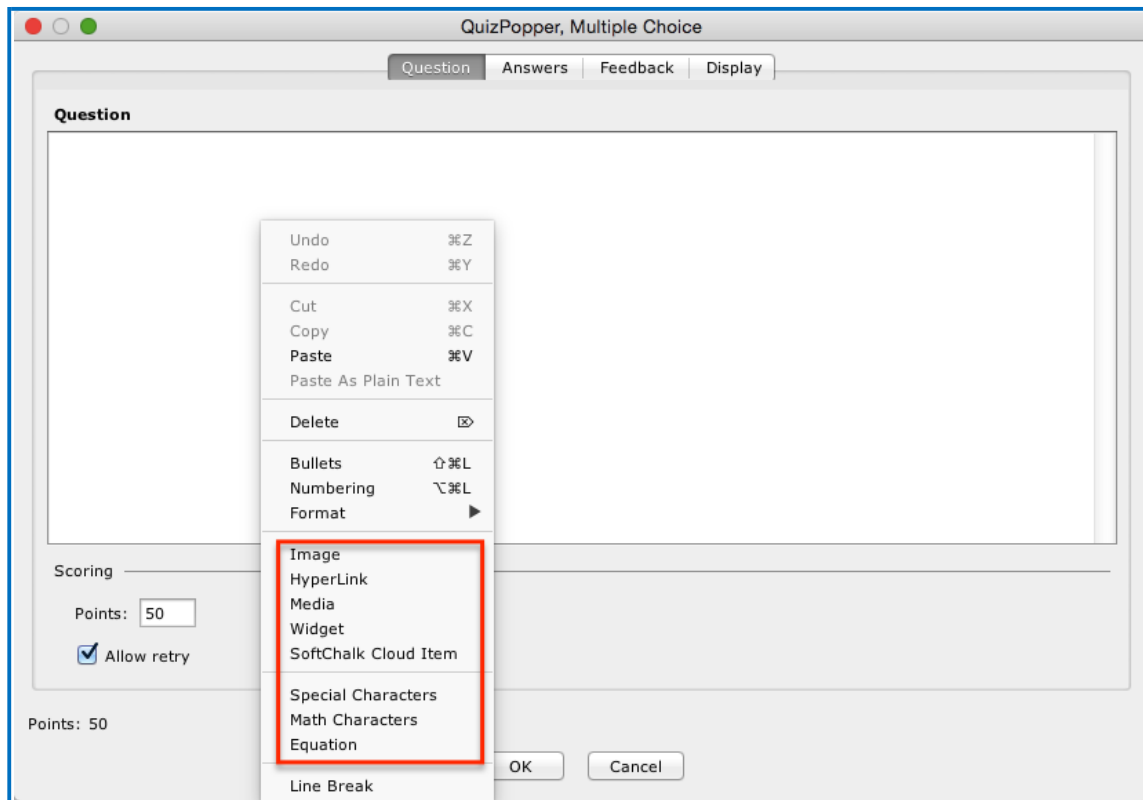 QuizPopper, Multiple Choice
Question Answers Feedback Display
Question
Undo ⌘Z
Redo ⌘Y
Cut ⌘X
Copy ⌘C
Paste ⌘V
Paste As Plain Text
Delete ⌦
Bullets ⇧⌘L
Numbering ⌥⌘L
Format ▶
Image
HyperLink
Media
Widget
SoftChalk Cloud Item
Special Characters
Math Characters
Equation
Line Break
Scoring
Points: 50
Allow retry
Points: 50
OK Cancel